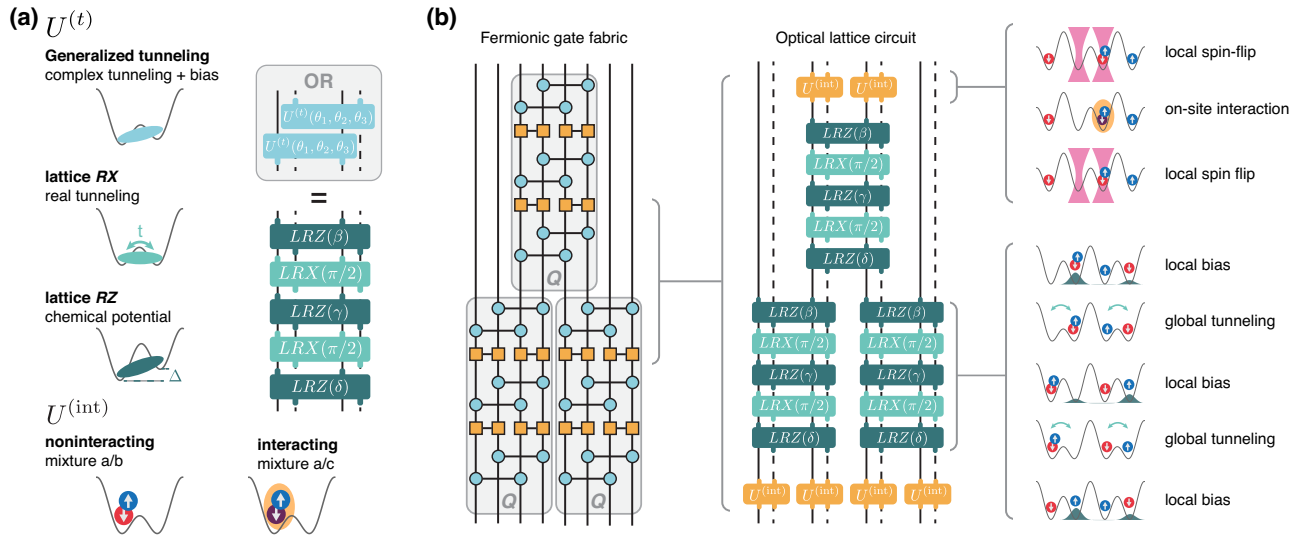 (a)
U^(t)
Generalized tunneling
complex tunneling + bias
lattice RX
real tunneling
t
lattice RZ
chemical potential
Δ
OR
U^(t)(θ₁, θ₂, θ₃)
U^(t)(θ₁, θ₂, θ₃)
=
LRZ(β)
LRX(π/2)
LRZ(γ)
LRX(π/2)
LRZ(δ)
U^(int)
noninteracting
mixture a/b
interacting
mixture a/c
(b)
Fermionic gate fabric
Q
Q
Q
Optical lattice circuit
U^(int) U^(int)
LRZ(β)
LRX(π/2)
LRZ(γ)
LRX(π/2)
LRZ(δ)
LRZ(β) LRZ(β)
LRX(π/2) LRX(π/2)
LRZ(γ) LRZ(γ)
LRX(π/2) LRX(π/2)
LRZ(δ) LRZ(δ)
U^(int) U^(int) U^(int) U^(int)
local spin-flip
on-site interaction
local spin flip
local bias
global tunneling
local bias
global tunneling
local bias